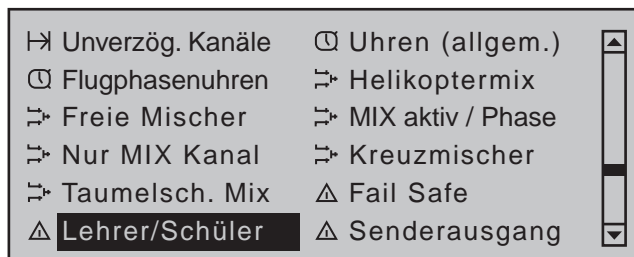 Unverzög. Kanäle Uhren (allgem.)
Flugphasenuhren Helikoptermix
Freie Mischer MIX aktiv / Phase
Nur MIX Kanal Kreuzmischer
Taumelsch. Mix Fail Safe
Lehrer/Schüler Senderausgang